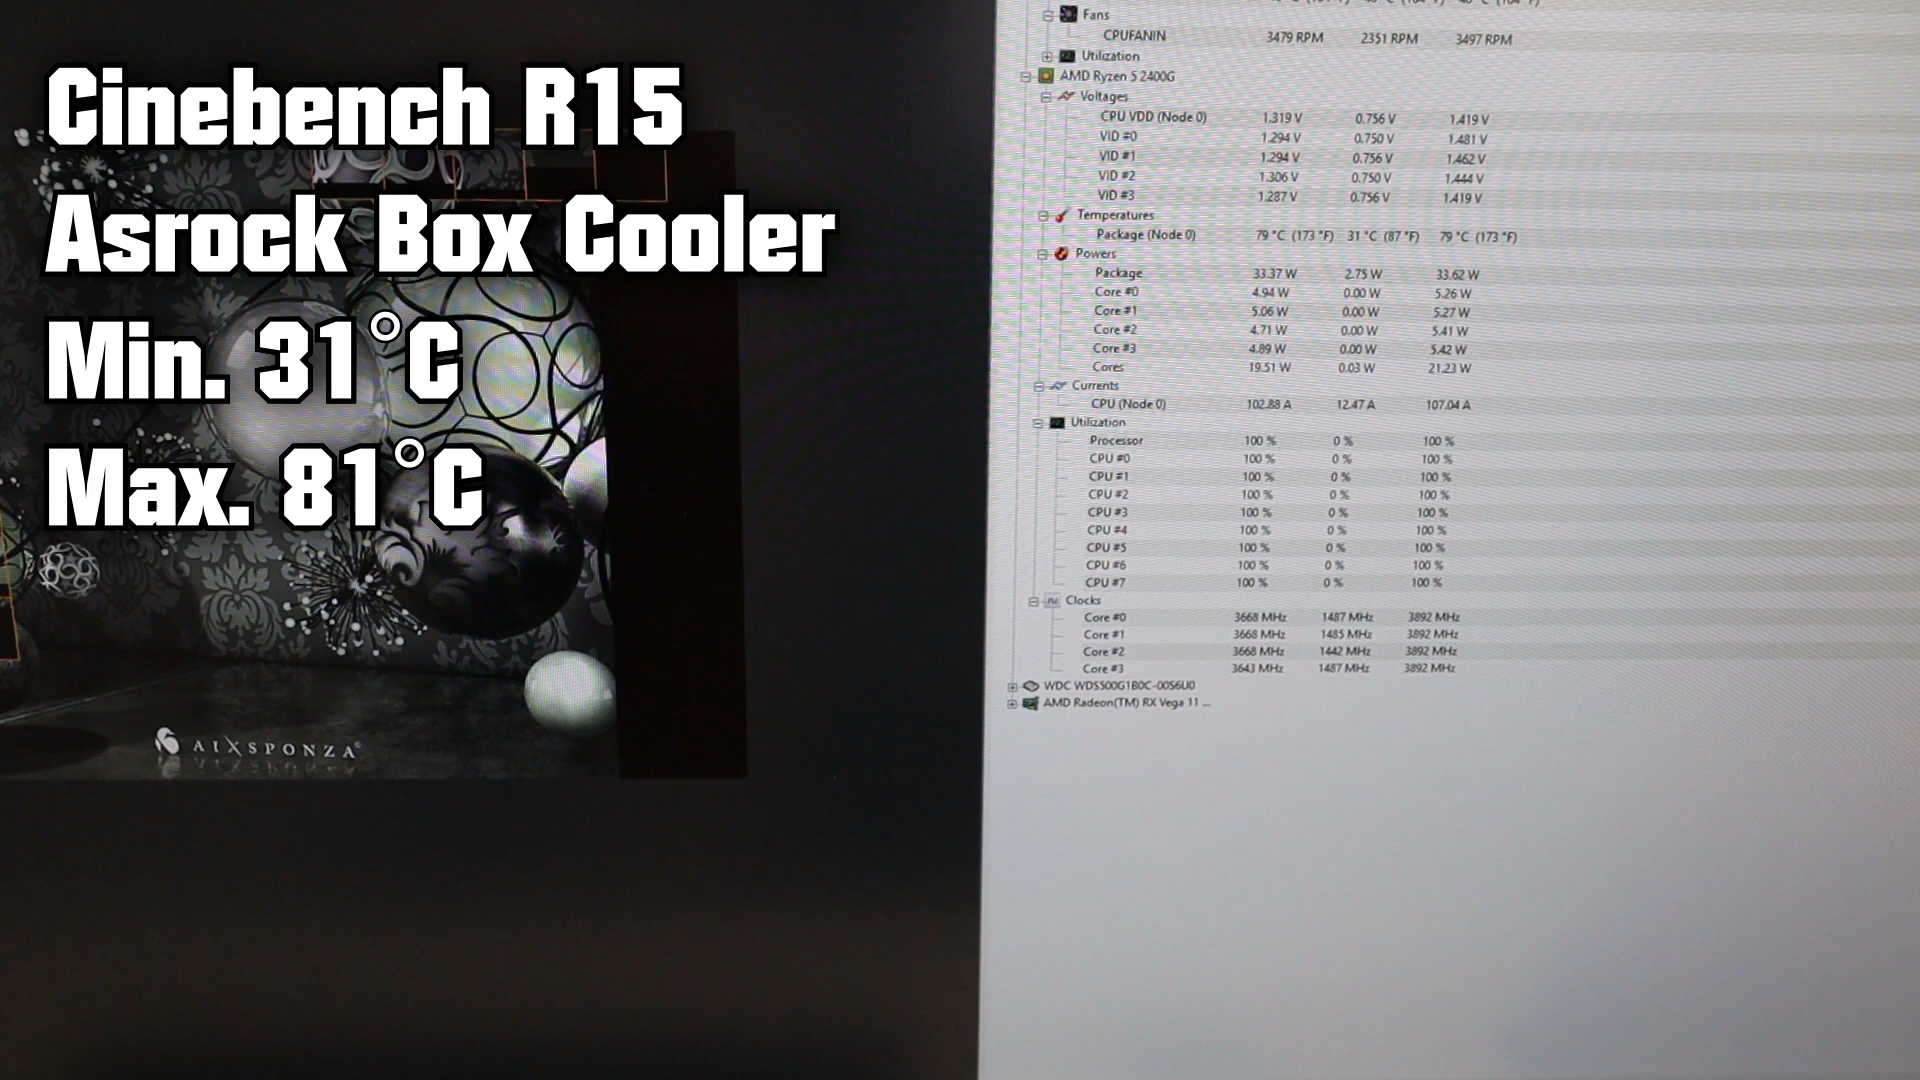 Cinebench R15
Asrock Box Cooler
Min. 31°C
Max. 81°C
AIXSPONZA
Fans
CPUFANIN 3479 RPM 2351 RPM 3497 RPM
Utilization
AMD Ryzen 5 2400G
Voltages
CPU VDD (Node 0) 1.319 V 0.756 V 1.419 V
VID #0 1.294 V 0.750 V 1.481 V
VID #1 1.294 V 0.756 V 1.462 V
VID #2 1.306 V 0.750 V 1.444 V
VID #3 1.287 V 0.756 V 1.419 V
Temperatures
Package (Node 0) 79 °C (173 °F) 31 °C (87 °F) 79 °C (173 °F)
Powers
Package 33.37 W 2.75 W 33.62 W
Core #0 4.94 W 0.00 W 5.26 W
Core #1 5.06 W 0.00 W 5.27 W
Core #2 4.71 W 0.00 W 5.41 W
Core #3 4.89 W 0.00 W 5.42 W
Cores 19.51 W 0.03 W 21.23 W
Currents
CPU (Node 0) 102.88 A 12.47 A 107.04 A
Utilization
Processor 100 % 0 % 100 %
CPU #0 100 % 0 % 100 %
CPU #1 100 % 0 % 100 %
CPU #2 100 % 0 % 100 %
CPU #3 100 % 0 % 100 %
CPU #4 100 % 0 % 100 %
CPU #5 100 % 0 % 100 %
CPU #6 100 % 0 % 100 %
CPU #7 100 % 0 % 100 %
Clocks
Core #0 3668 MHz 1487 MHz 3892 MHz
Core #1 3668 MHz 1485 MHz 3892 MHz
Core #2 3668 MHz 1442 MHz 3892 MHz
Core #3 3643 MHz 1487 MHz 3892 MHz
WDC WDS500G1B0C-00S6U0
AMD Radeon(TM) RX Vega 11 ...